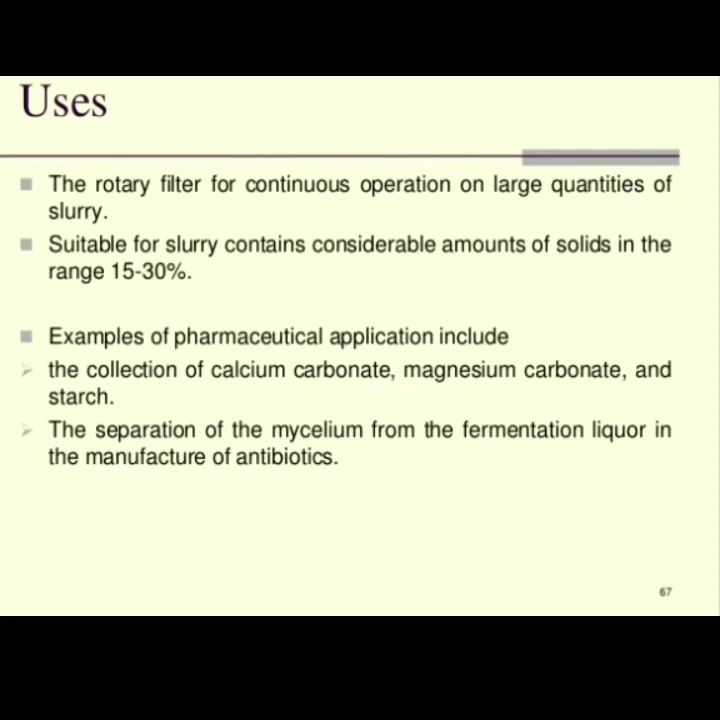 Uses
The rotary filter for continuous operation on large quantities of
slurry.
Suitable for slurry contains considerable amounts of solids in the
range 15-30%.
Examples of pharmaceutical application include
the collection of calcium carbonate, magnesium carbonate, and
starch.
The separation of the mycelium from the fermentation liquor in
the manufacture of antibiotics.
67